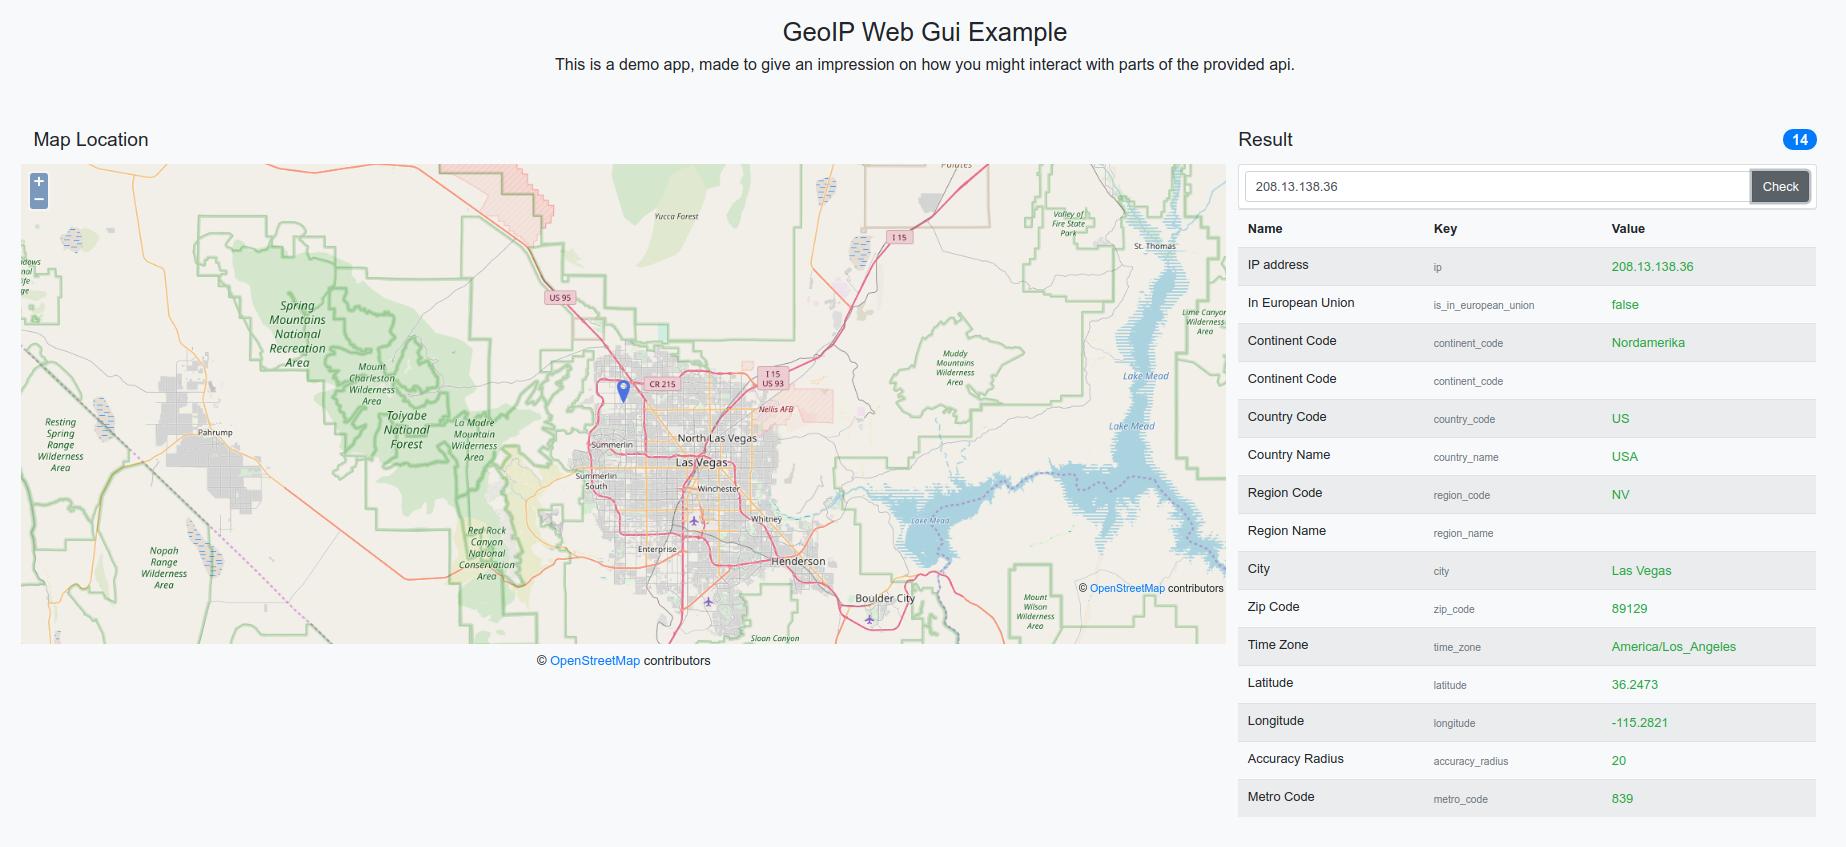 GeoIP Web Gui Example
This is a demo app, made to give an impression on how you might interact with parts of the provided api.
Map Location
+
−
Yucca Forest
I 15
US 95
Valley of
Fire State
Park
St. Thomas
Spring
Mountains
National
Recreation
Area
Mount
Charleston
Wilderness
Area
Toiyabe
National
Forest
La Madre
Mountain
Wilderness
Area
Muddy
Mountains
Wilderness
Area
Lime Canyon
Wilderness
Area
CR 215
I 15
US 93
Nellis AFB
Lake Mead
Lake Mead
Resting
Spring
Range
Wilderness
Area
Pahrump
North Las Vegas
Summerlin
Las Vegas
Summerlin
South
Winchester
Whitney
Lake Mead
Enterprise
Henderson
Red Rock
Canyon
National
Conservation
Area
Nopah
Range
Wilderness
Area
Boulder City
Mount
Wilson
Wilderness
Area
Sloan Canyon
© OpenStreetMap contributors
© OpenStreetMap contributors
Result 14
208.13.138.36 Check
Name Key Value
IP address ip 208.13.138.36
In European Union is_in_european_union false
Continent Code continent_code Nordamerika
Continent Code continent_code
Country Code country_code US
Country Name country_name USA
Region Code region_code NV
Region Name region_name
City city Las Vegas
Zip Code zip_code 89129
Time Zone time_zone America/Los_Angeles
Latitude latitude 36.2473
Longitude longitude -115.2821
Accuracy Radius accuracy_radius 20
Metro Code metro_code 839